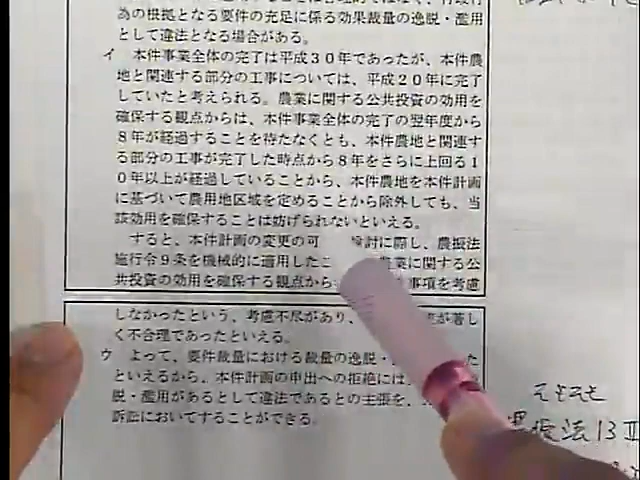 為の根拠となる要件の充足に係る効果裁量の逸脱・濫用
として違法となる場合がある。
イ 本件事業全体の完了は平成30年であったが、本件農
地と関連する部分の工事については、平成20年に完了
していたと考えられる。農業に関する公共投資の効用を
確保する観点からは、本件事業全体の完了の翌年度から
8年が経過することを待たなくとも、本件農地と関連す
る部分の工事が完了した時点から8年をさらに上回る1
0年以上が経過していることから、本件農地を本件計画
に基づいて農用地区域を定めることから除外しても、当
該効用を確保することは妨げられないといえる。
すると、本件計画の変更の可 検討に際し、農振法
施行令9条を機械的に適用したこ 農業に関する公
共投資の効用を確保する観点から 事項を考慮
しなかったという、考慮不尽があり、 が著し
く不合理であったといえる。
ウ よって、要件裁量における裁量の逸脱・ た
といえるから、本件計画の申出への拒絶には
脱・濫用があるとして違法であるとの主張を、
訴訟においてすることができる。
そもそも
農振法13Ⅱ